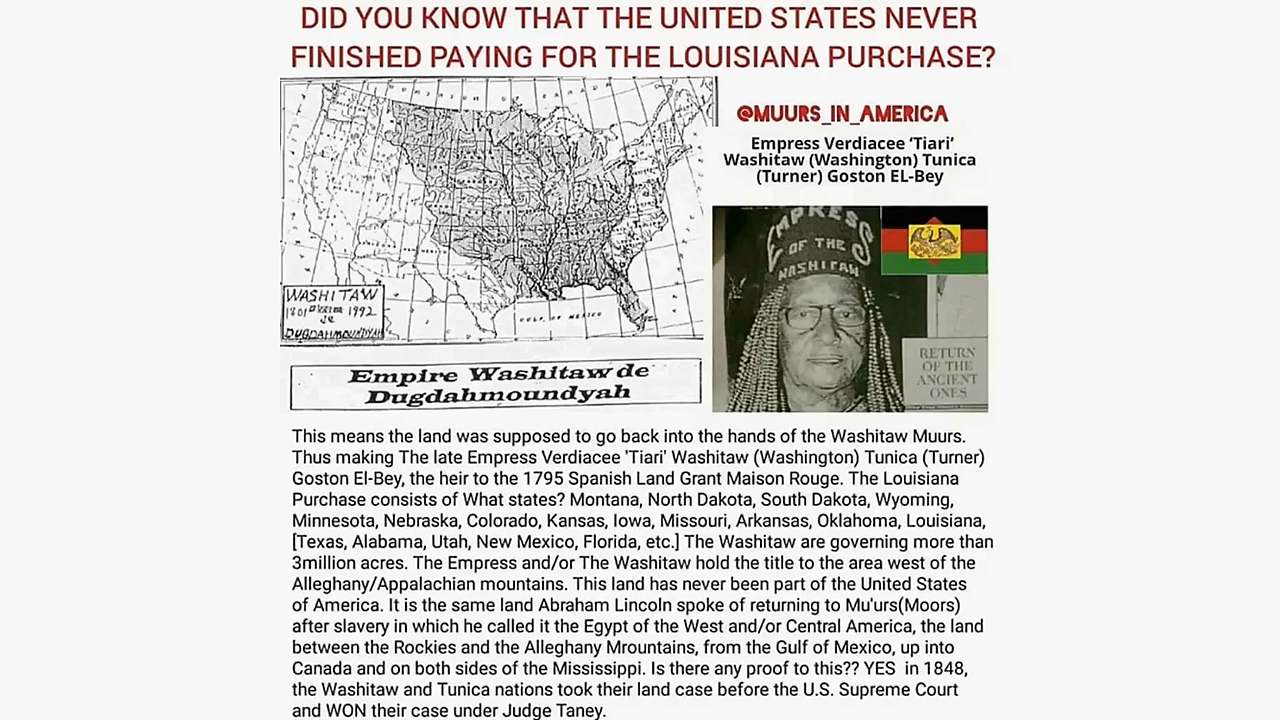 DID YOU KNOW THAT THE UNITED STATES NEVER
FINISHED PAYING FOR THE LOUISIANA PURCHASE?
@MUURS_IN_AMERICA
Empress Verdiacee 'Tiari'
Washitaw (Washington) Tunica
(Turner) Goston EL-Bey
EMPRESS
OF THE
WASHITAW
RETURN
OF THE
ANCIENT
ONES
DOMINION OF CANADA
GULF OF MEXICO
WASHITAW
1992
DUGDAHMOUNDYAH
Empire Washitaw de
Dugdahmoundyah
This means the land was supposed to go back into the hands of the Washitaw Muurs.
Thus making The late Empress Verdiacee 'Tiari' Washitaw (Washington) Tunica (Turner)
Goston El-Bey, the heir to the 1795 Spanish Land Grant Maison Rouge. The Louisiana
Purchase consists of What states? Montana, North Dakota, South Dakota, Wyoming,
Minnesota, Nebraska, Colorado, Kansas, Iowa, Missouri, Arkansas, Oklahoma, Louisiana,
[Texas, Alabama, Utah, New Mexico, Florida, etc.] The Washitaw are governing more than
3million acres. The Empress and/or The Washitaw hold the title to the area west of the
Alleghany/Appalachian mountains. This land has never been part of the United States
of America. It is the same land Abraham Lincoln spoke of returning to Mu'urs(Moors)
after slavery in which he called it the Egypt of the West and/or Central America, the land
between the Rockies and the Alleghany Mrountains, from the Gulf of Mexico, up into
Canada and on both sides of the Mississippi. Is there any proof to this?? YES in 1848,
the Washitaw and Tunica nations took their land case before the U.S. Supreme Court
and WON their case under Judge Taney.